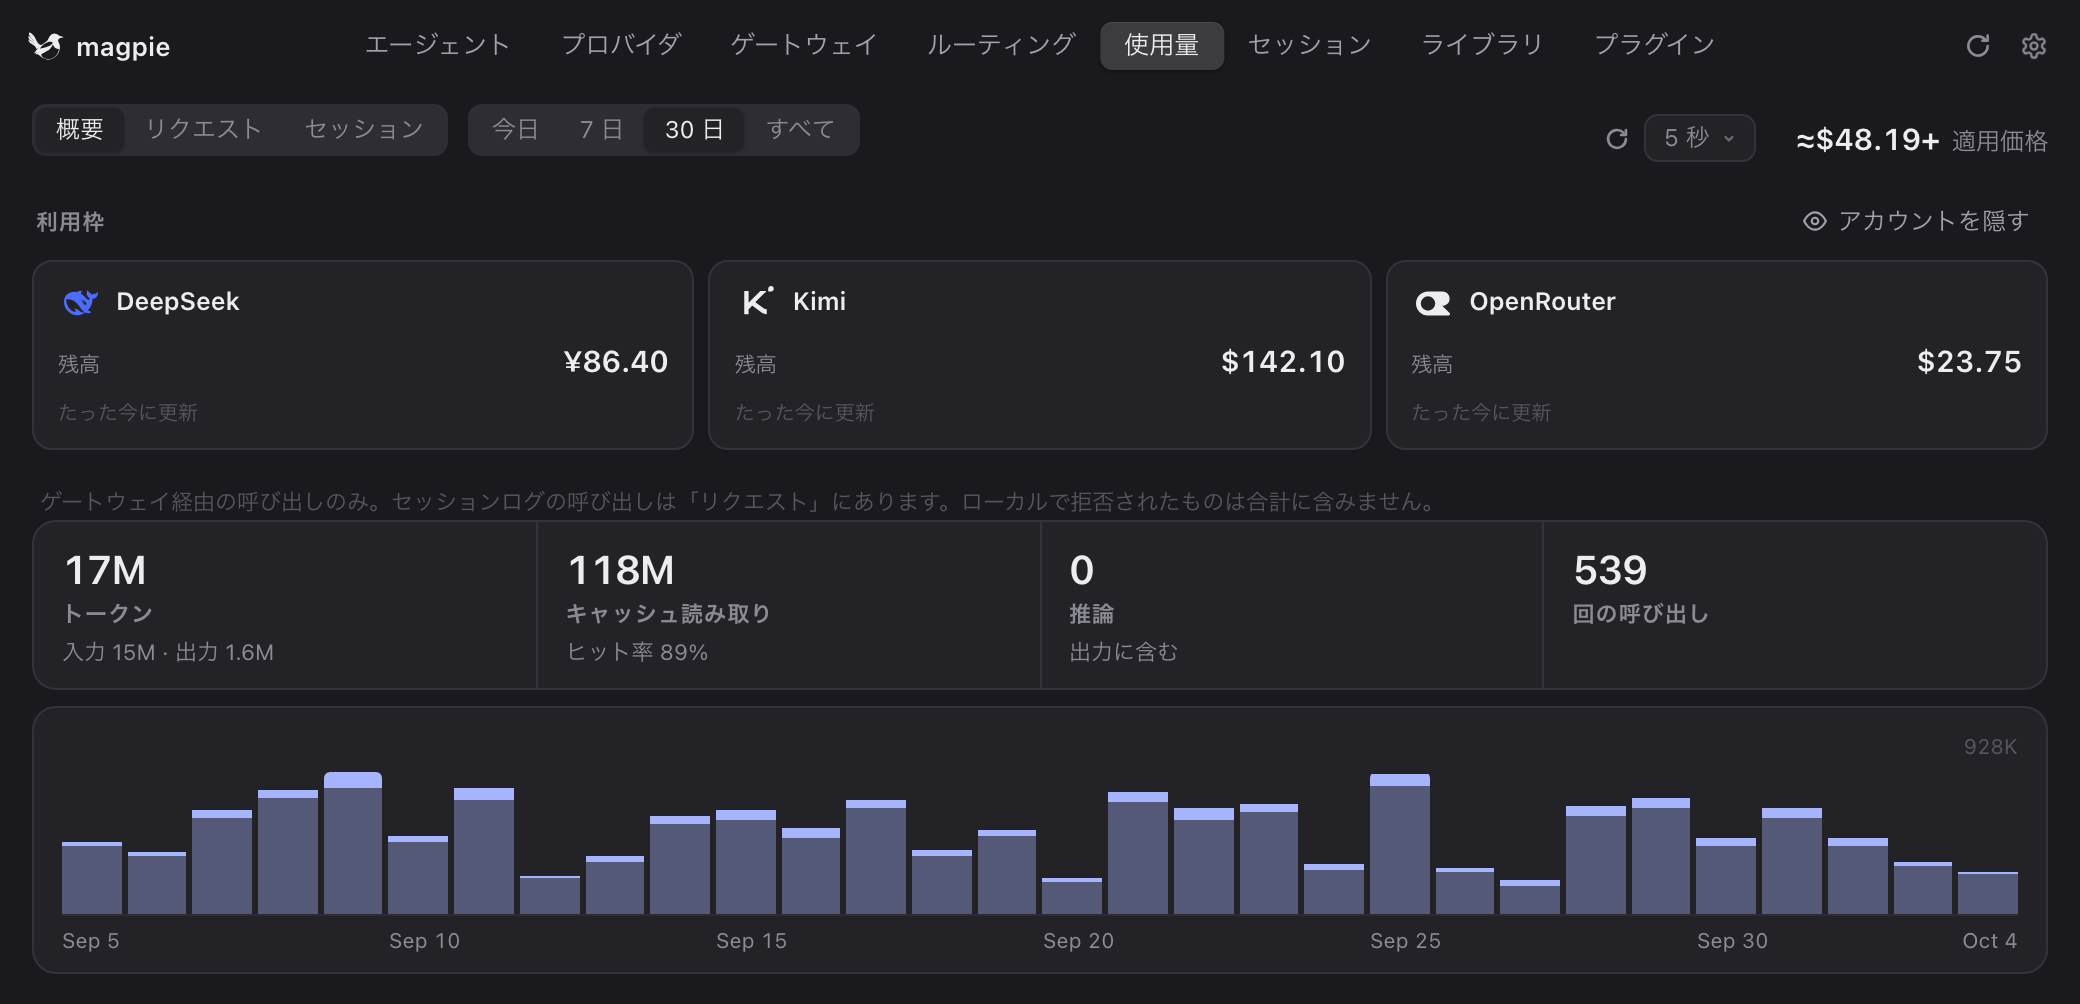 magpie
エージェント プロバイダ ゲートウェイ ルーティング 使用量 セッション ライブラリ プラグイン
概要 リクエスト セッション 今日 7 日 30 日 すべて
5 秒 ≈$48.19+ 適用価格
利用枠
アカウントを隠す
DeepSeek
残高 ¥86.40
たった今に更新
Kimi
残高 $142.10
たった今に更新
OpenRouter
残高 $23.75
たった今に更新
ゲートウェイ経由の呼び出しのみ。セッションログの呼び出しは「リクエスト」にあります。ローカルで拒否されたものは合計に含みません。
17M
トークン
入力 15M · 出力 1.6M
118M
キャッシュ読み取り
ヒット率 89%
0
推論
出力に含む
539
回の呼び出し
928K
Sep 5 Sep 10 Sep 15 Sep 20 Sep 25 Sep 30 Oct 4